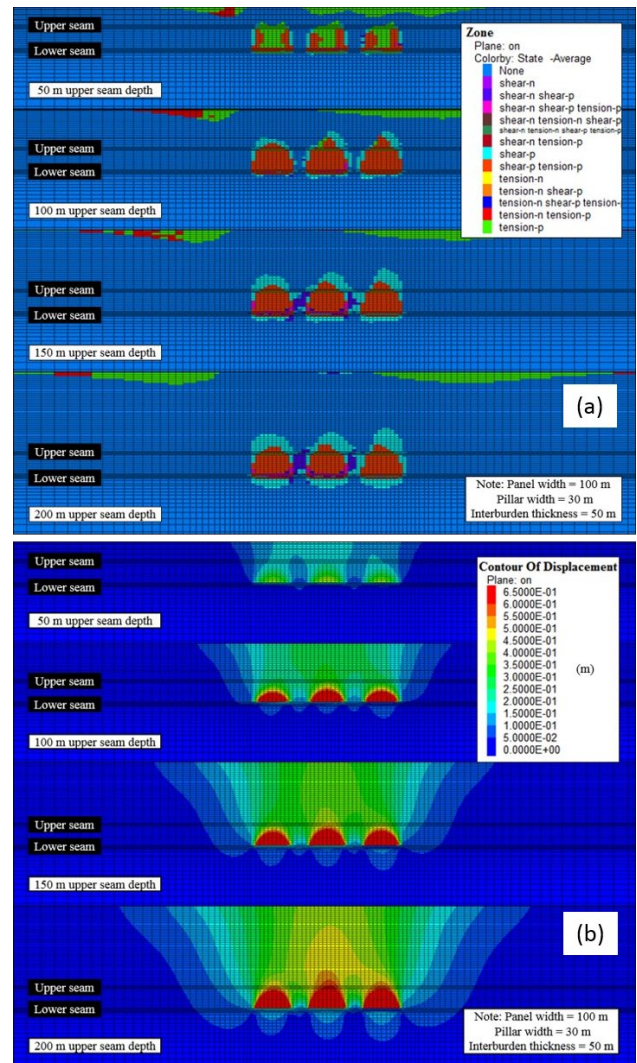 Upper seam
Lower seam
50 m upper seam depth
Upper seam
Lower seam
100 m upper seam depth
Upper seam
Lower seam
150 m upper seam depth
Upper seam
Lower seam
200 m upper seam depth
Zone
Plane: on
Colorby: State -Average
None
shear-n
shear-n shear-p
shear-n shear-p tension-p
shear-n tension-n shear-p
shear-n tension-n shear-p tension-p
shear-n tension-p
shear-p
shear-p tension-p
tension-n
tension-n shear-p
tension-n shear-p tension-
tension-n tension-p
tension-p
(a)
Note: Panel width = 100 m
Pillar width = 30 m
Interburden thickness = 50 m
Upper seam
Lower seam
50 m upper seam depth
Upper seam
Lower seam
100 m upper seam depth
Upper seam
Lower seam
150 m upper seam depth
Upper seam
Lower seam
200 m upper seam depth
Contour Of Displacement
Plane: on
6.5000E-01
6.0000E-01
5.5000E-01
5.0000E-01
4.5000E-01
4.0000E-01
3.5000E-01
3.0000E-01
2.5000E-01
2.0000E-01
1.5000E-01
1.0000E-01
5.0000E-02
0.0000E+00
(m)
(b)
Note: Panel width = 100 m
Pillar width = 30 m
Interburden thickness = 50 m